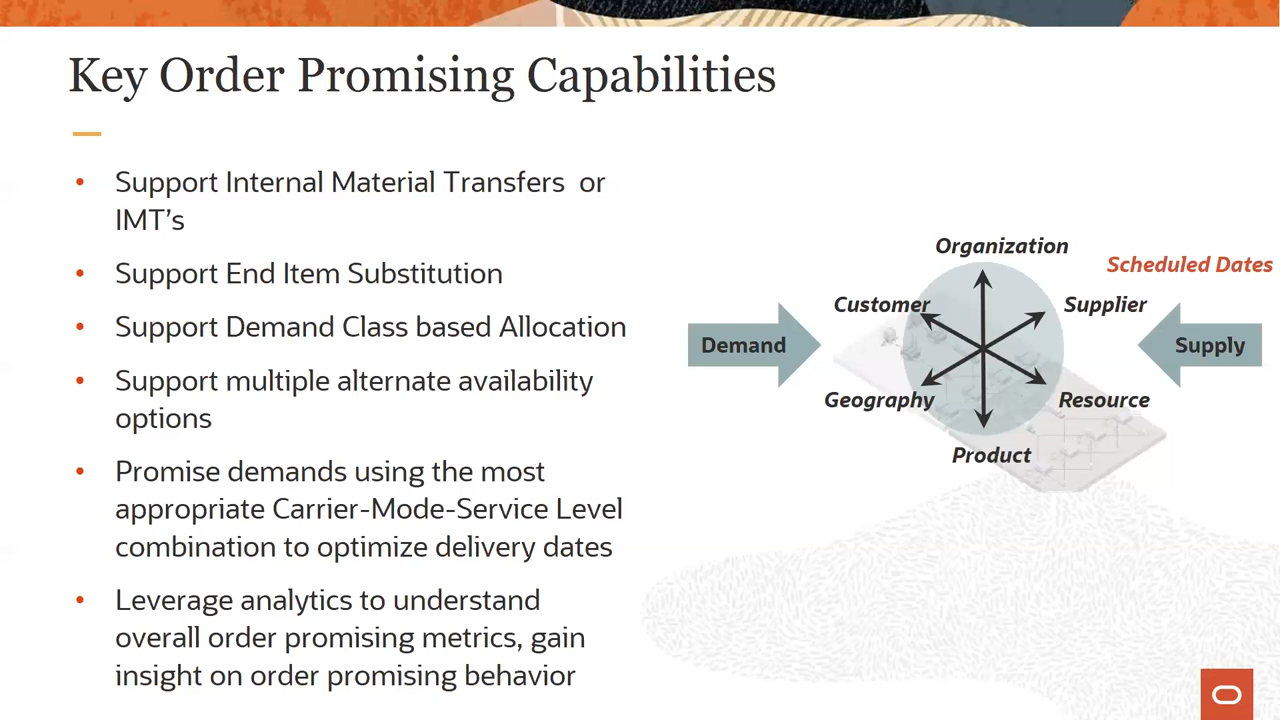 Key Order Promising Capabilities
• Support Internal Material Transfers or
IMT's
• Support End Item Substitution
• Support Demand Class based Allocation
• Support multiple alternate availability
options
• Promise demands using the most
appropriate Carrier-Mode-Service Level
combination to optimize delivery dates
• Leverage analytics to understand
overall order promising metrics, gain
insight on order promising behavior
Organization
Scheduled Dates
Customer
Supplier
Demand
Supply
Geography
Resource
Product